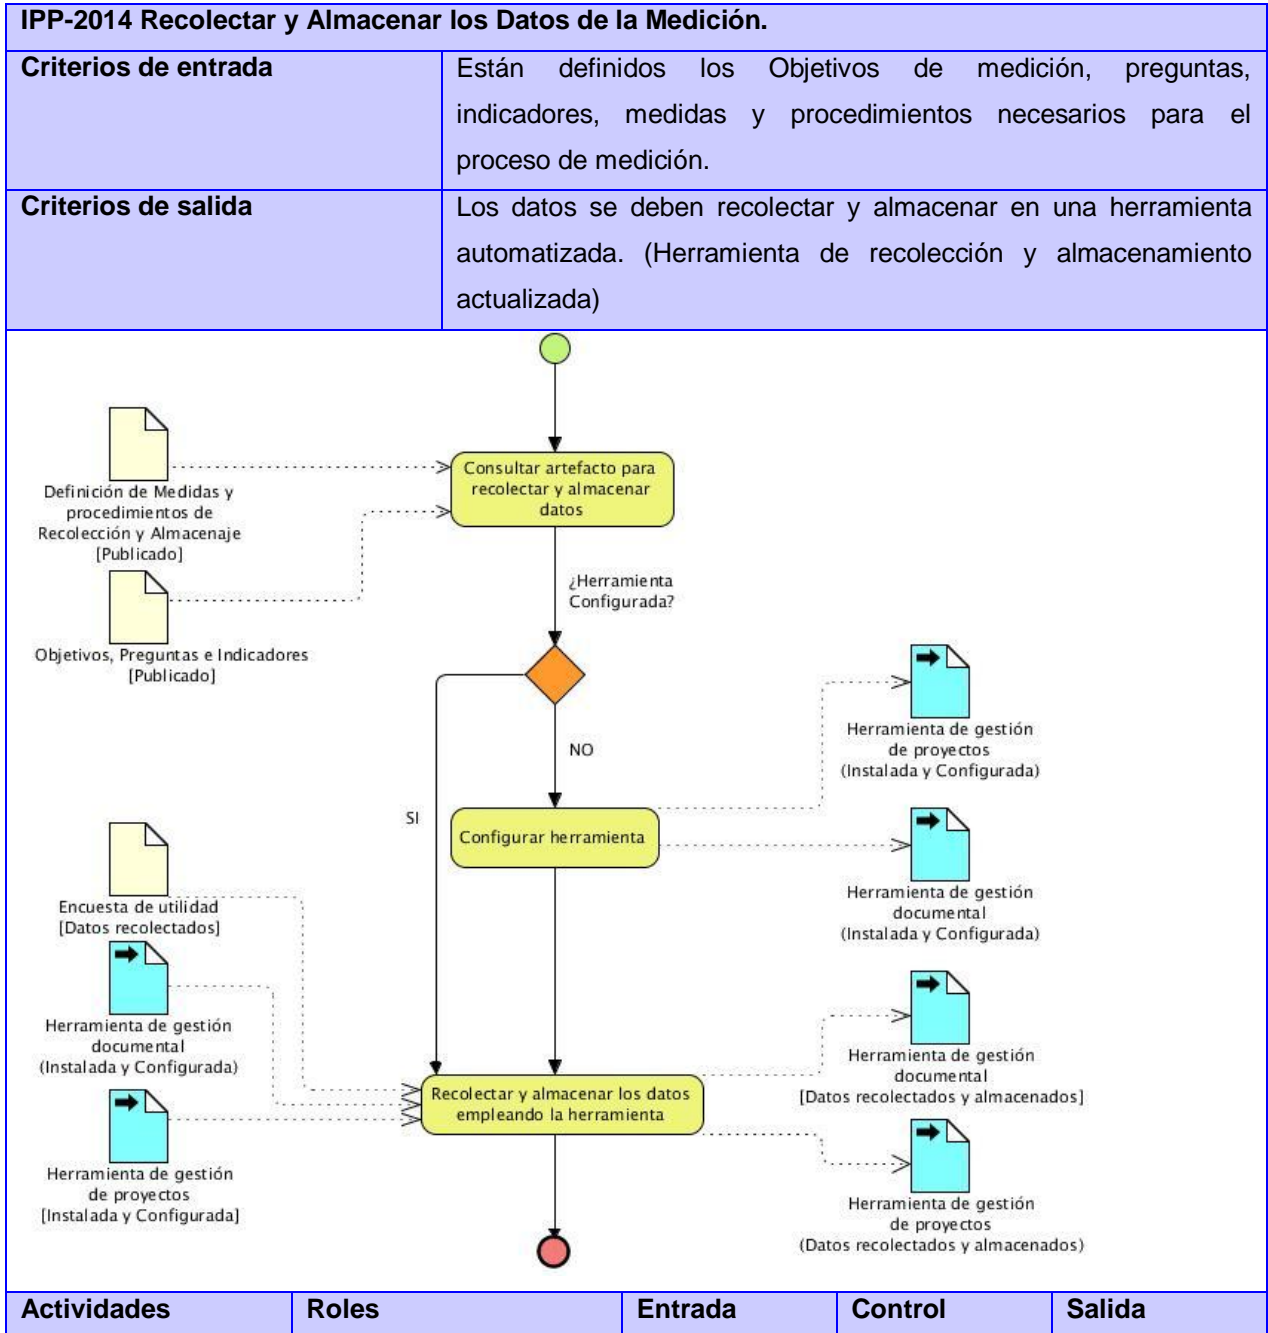 IPP-2014 Recolectar y Almacenar los Datos de la Medición.
Criterios de entrada
Están definidos los Objetivos de medición, preguntas,
indicadores, medidas y procedimientos necesarios para el
proceso de medición.
Criterios de salida
Los datos se deben recolectar y almacenar en una herramienta
automatizada. (Herramienta de recolección y almacenamiento
actualizada)
Consultar artefacto para
recolectar y almacenar
datos
Definición de Medidas y
procedimientos de
Recolección y Almacenaje
[Publicado]
¿Herramienta
Configurada?
Objetivos, Preguntas e Indicadores
[Publicado]
Herramienta de gestión
de proyectos
(Instalada y Configurada)
NO
SI
Configurar herramienta
Herramienta de gestión
documental
(Instalada y Configurada)
Encuesta de utilidad
[Datos recolectados]
Herramienta de gestión
documental
(Instalada y Configurada)
Herramienta de gestión
documental
[Datos recolectados y almacenados]
Recolectar y almacenar los datos
empleando la herramienta
Herramienta de gestión
de proyectos
[Instalada y Configurada]
Herramienta de gestión
de proyectos
(Datos recolectados y almacenados)
Actividades Roles Entrada Control Salida